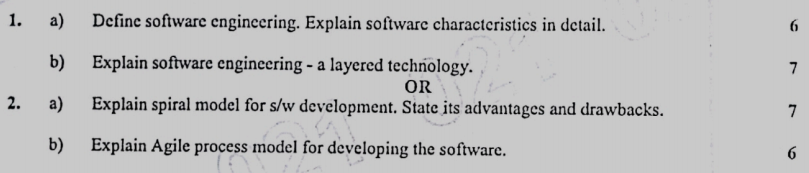 1. a) Define software engineering. Explain software characteristics in detail. 6
b) Explain software engineering - a layered technology. 7
OR
2. a) Explain spiral model for s/w development. State its advantages and drawbacks. 7
b) Explain Agile process model for developing the software. 6